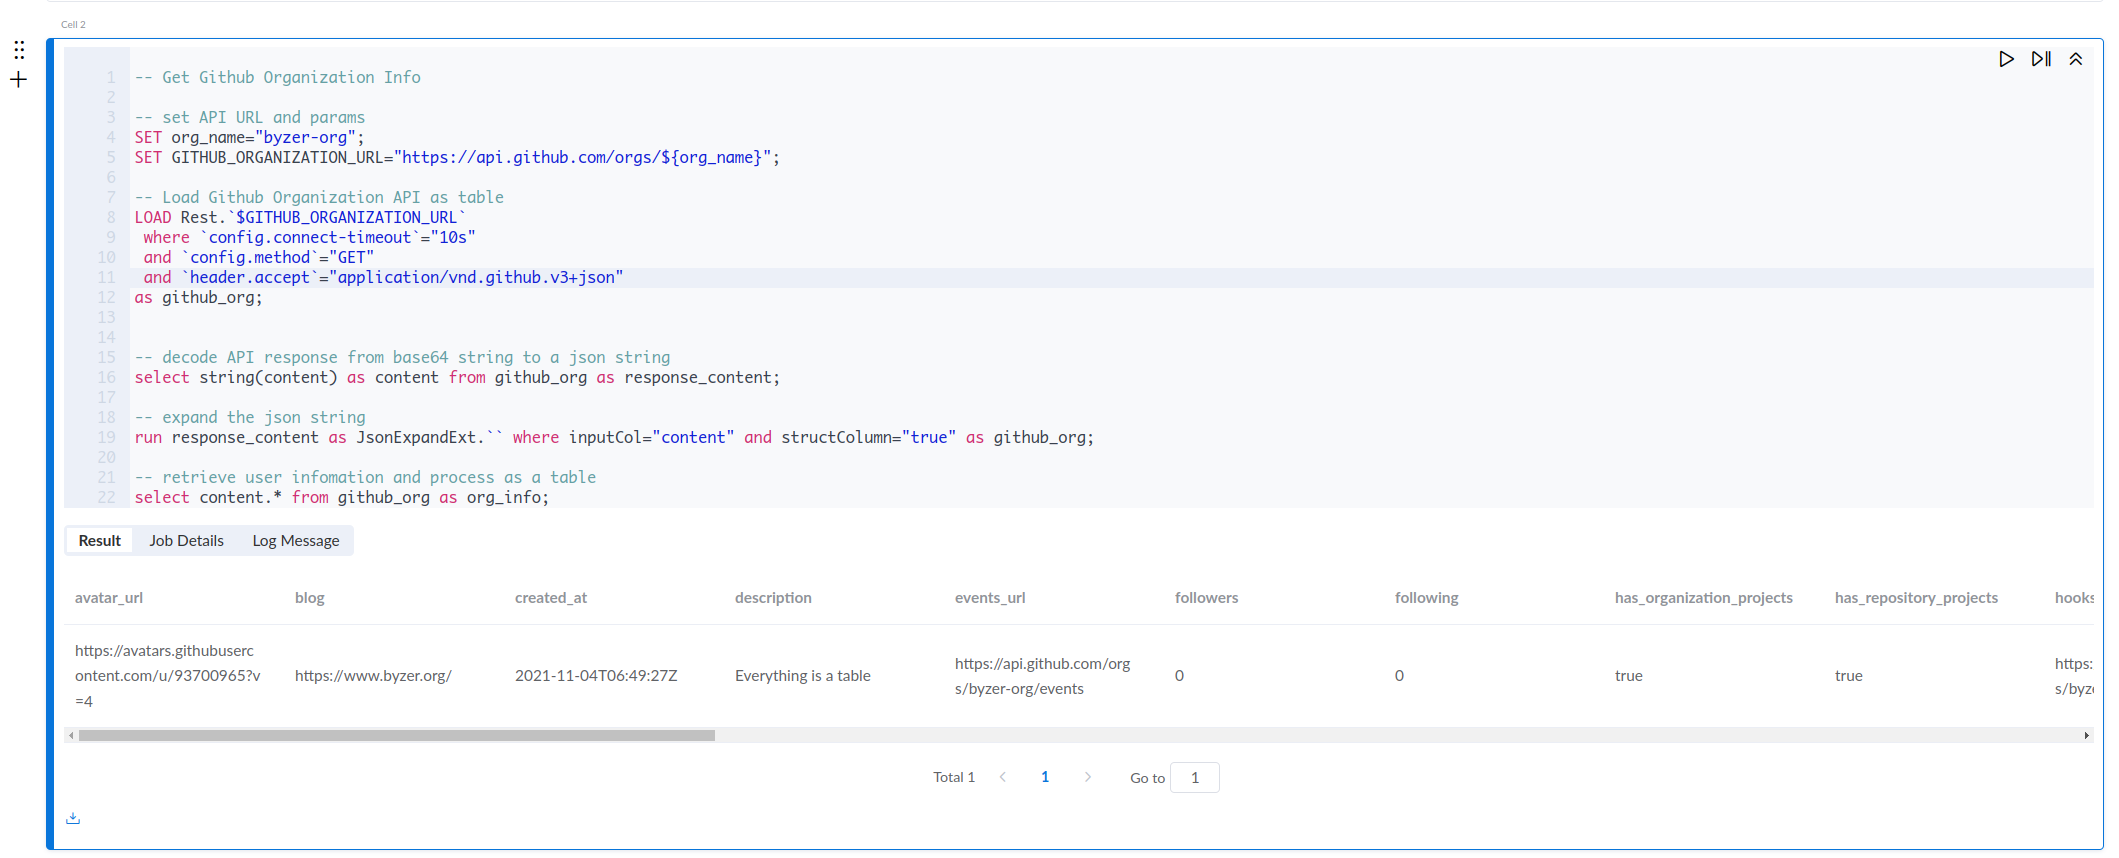 Cell 2
1 -- Get Github Organization Info
2
3 -- set API URL and params
4 SET org_name="byzer-org";
5 SET GITHUB_ORGANIZATION_URL="https://api.github.com/orgs/${org_name}";
6
7 -- Load Github Organization API as table
8 LOAD Rest.`$GITHUB_ORGANIZATION_URL`
9  where `config.connect-timeout`="10s"
10  and `config.method`="GET"
11  and `header.accept`="application/vnd.github.v3+json"
12 as github_org;
13
14
15 -- decode API response from base64 string to a json string
16 select string(content) as content from github_org as response_content;
17
18 -- expand the json string
19 run response_content as JsonExpandExt.`` where inputCol="content" and structColumn="true" as github_org;
20
21 -- retrieve user infomation and process as a table
22 select content.* from github_org as org_info;
Result Job Details Log Message
avatar_url blog created_at description events_url followers following has_organization_projects has_repository_projects hooks
https://avatars.githubuserc
ontent.com/u/93700965?v
=4
https://www.byzer.org/
2021-11-04T06:49:27Z
Everything is a table
https://api.github.com/org
s/byzer-org/events
0
0
true
true
https:
s/byze
Total 1 < 1 > Go to 1